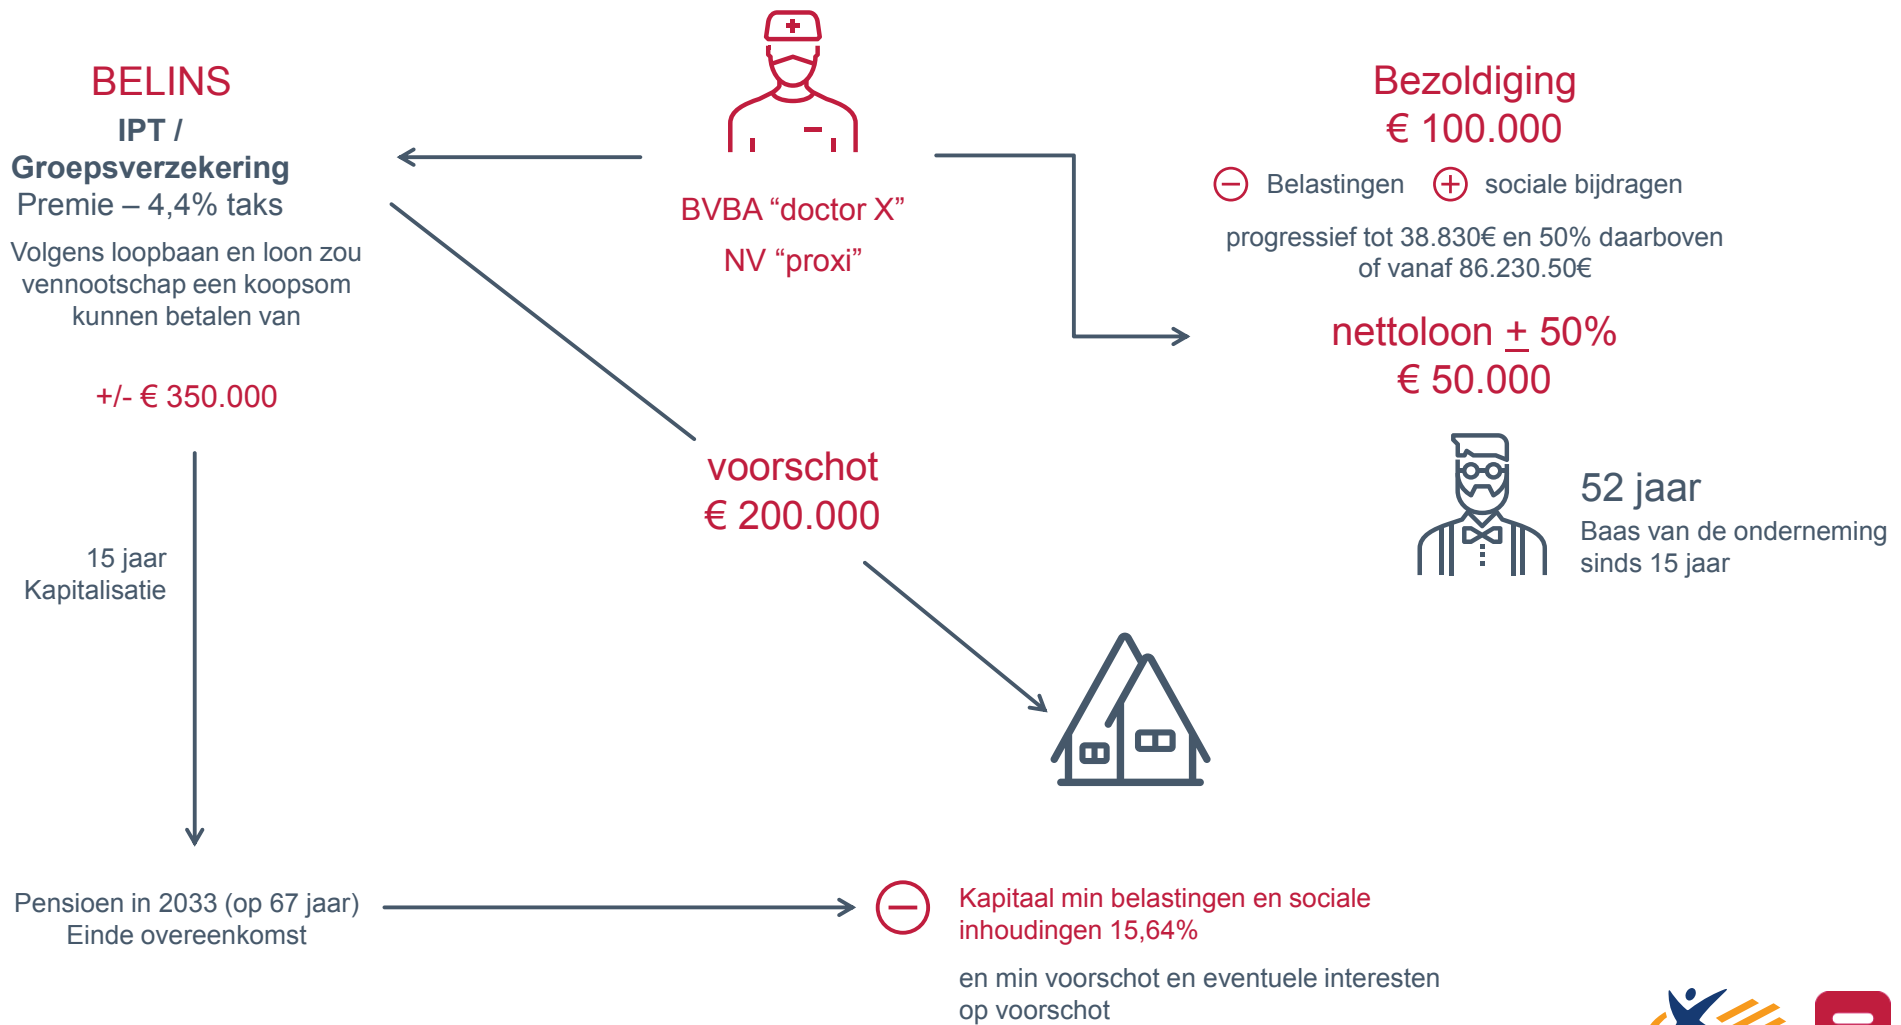 BELINS
IPT /
Groepsverzekering
Premie – 4,4% taks
Volgens loopbaan en loon zou
vennootschap een koopsom
kunnen betalen van
+/- € 350.000
15 jaar
Kapitalisatie
Pensioen in 2033 (op 67 jaar)
Einde overeenkomst
BVBA “doctor X”
NV “proxi”
voorschot
€ 200.000
Bezoldiging
€ 100.000
Belastingen
sociale bijdragen
progressief tot 38.830€ en 50% daarboven
of vanaf 86.230.50€
nettoloon ± 50%
€ 50.000
52 jaar
Baas van de onderneming
sinds 15 jaar
Kapitaal min belastingen en sociale
inhoudingen 15,64%
en min voorschot en eventuele interesten
op voorschot